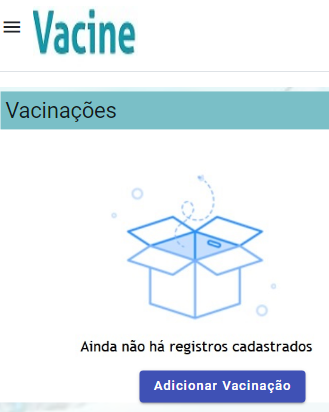 Vacine
Vacinações
Ainda não há registros cadastrados
Adicionar Vacinação